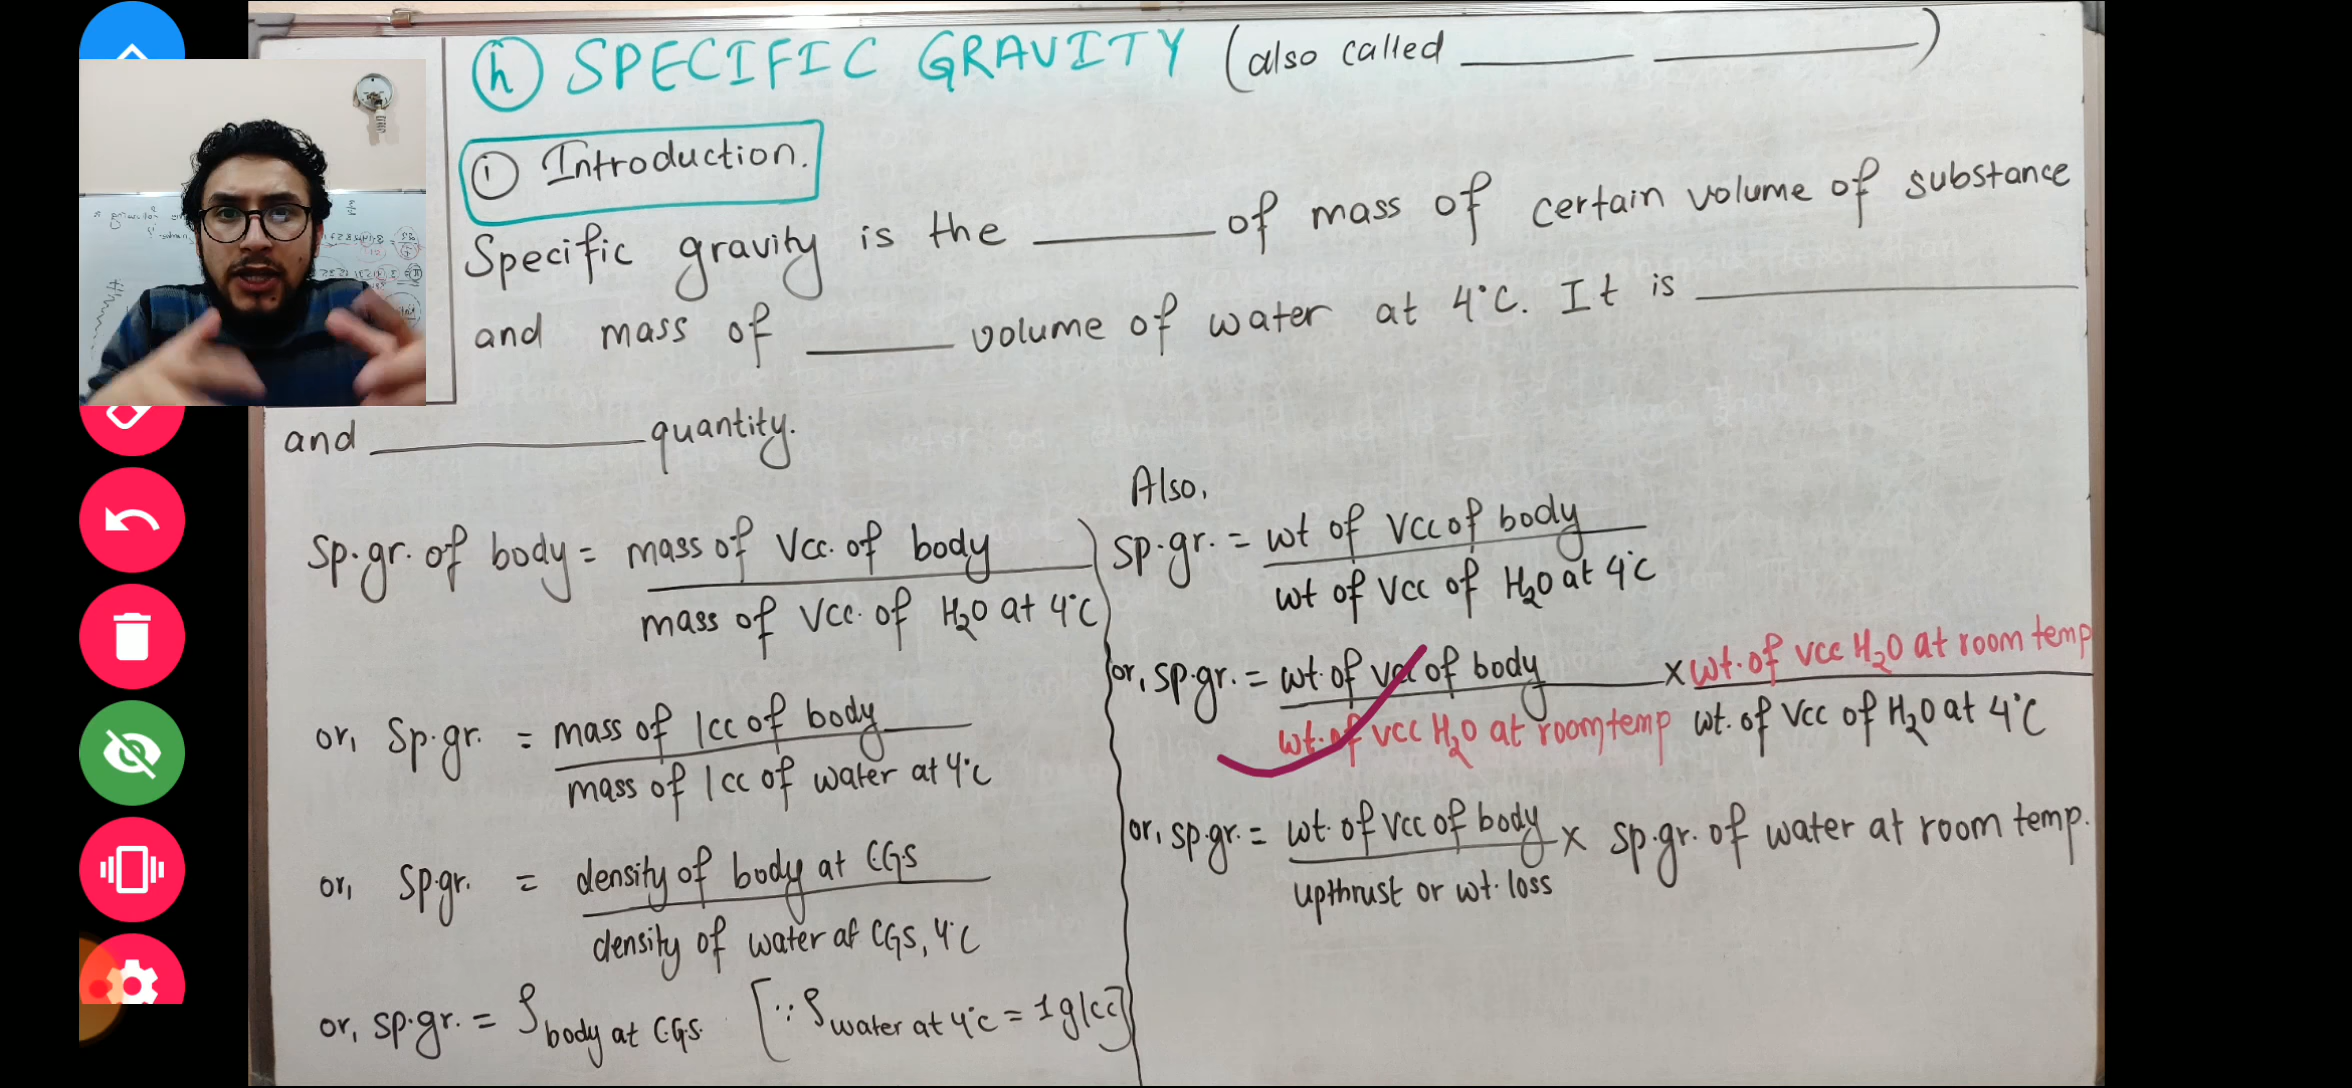 (h) SPECIFIC GRAVITY (also called ______ ______)
(i) Introduction.
Specific gravity is the ______ of mass of certain volume of substance
and mass of ______ volume of water at 4°C. It is ______
and ______ quantity.
sp.gr. of body = mass of Vcc. of body
mass of Vcc. of H₂O at 4°C
or, sp.gr. = mass of 1cc of body
mass of 1cc of water at 4°C
or, sp.gr. = density of body at C.G.S
density of water at CGS, 4°C
or, sp.gr. = ρ body at C.G.S. [∵ ρ water at 4°C = 1g/cc]
Also,
sp.gr. = wt of Vcc of body
wt of Vcc of H₂O at 4°C
or, sp.gr. = wt. of vcc of body × wt. of vcc H₂O at room temp
wt. of vcc H₂O at room temp wt. of Vcc of H₂O at 4°C
or, sp.gr. = wt. of vcc of body × sp.gr. of water at room temp.
upthrust or wt. loss